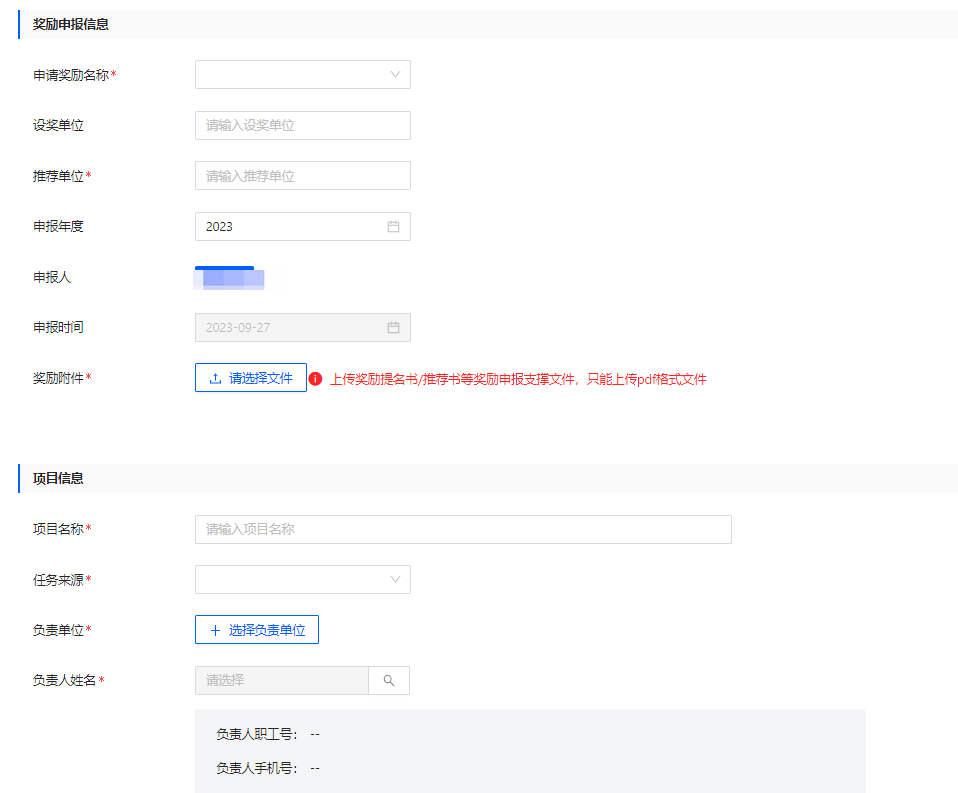 奖励申报信息
申请奖励名称*
设奖单位 请输入设奖单位
推荐单位* 请输入推荐单位
申报年度 2023
申报人
申报时间 2023-09-27
奖励附件* 请选择文件 上传奖励提名书/推荐书等奖励申报支撑文件，只能上传pdf格式文件
项目信息
项目名称* 请输入项目名称
任务来源*
负责单位* + 选择负责单位
负责人姓名* 请选择
负责人职工号： --
负责人手机号： --